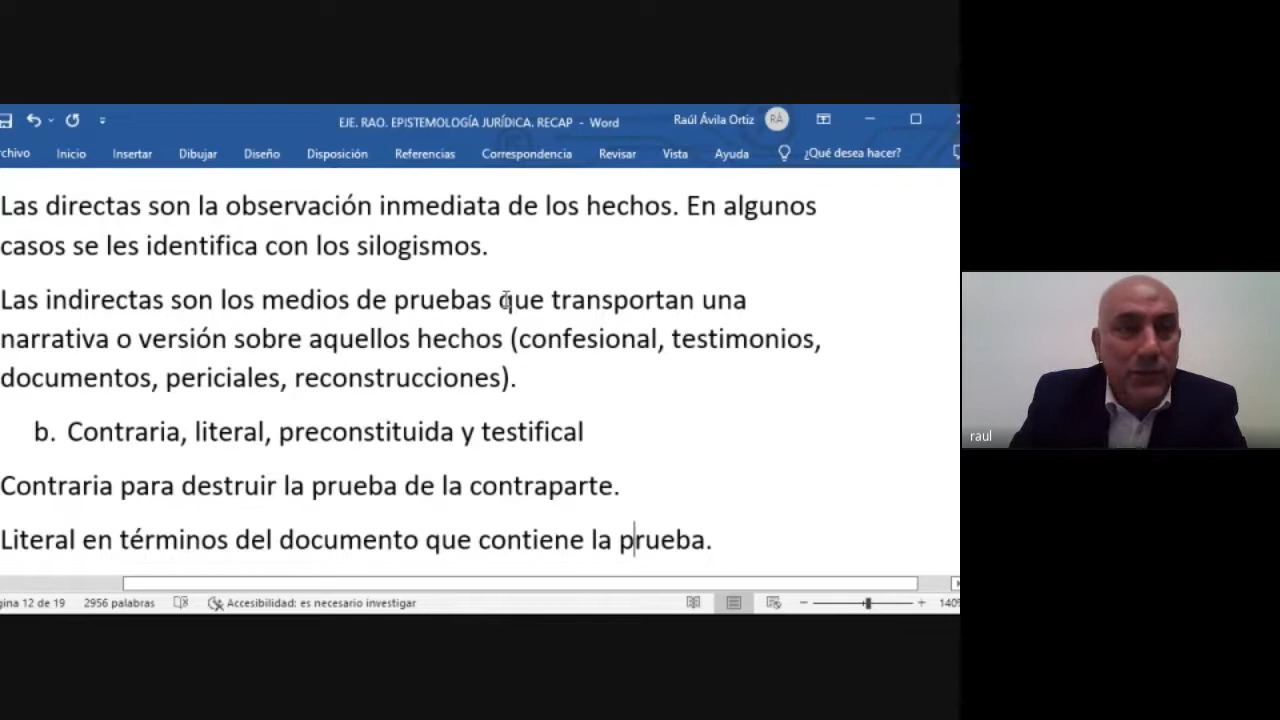 EJE. RAO. EPISTEMOLOGÍA JURÍDICA. RECAP - Word Raúl Ávila Ortiz RÁ
rchivo Inicio Insertar Dibujar Diseño Disposición Referencias Correspondencia Revisar Vista Ayuda ¿Qué desea hacer?
Las directas son la observación inmediata de los hechos. En algunos
casos se les identifica con los silogismos.
Las indirectas son los medios de pruebas que transportan una
narrativa o versión sobre aquellos hechos (confesional, testimonios,
documentos, periciales, reconstrucciones).
b. Contraria, literal, preconstituida y testifical
Contraria para destruir la prueba de la contraparte.
Literal en términos del documento que contiene la prueba.
gina 12 de 19 2956 palabras Accesibilidad: es necesario investigar 140%
raul